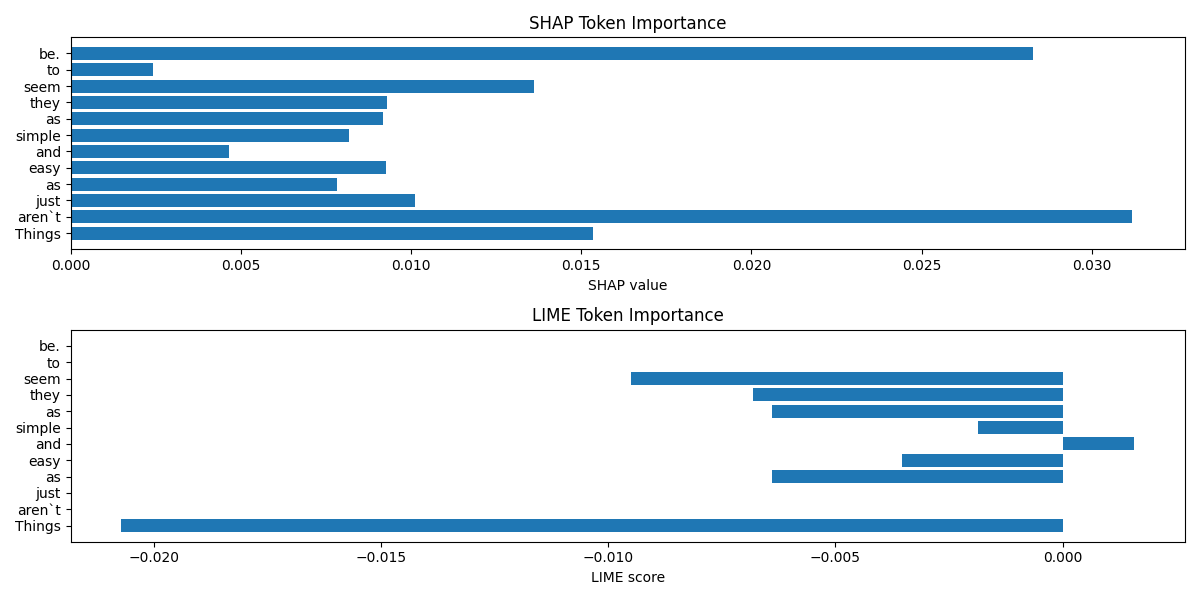 SHAP Token Importance
be.
to
seem
they
as
simple
and
easy
as
just
aren`t
Things
0.000 0.005 0.010 0.015 0.020 0.025 0.030
SHAP value
LIME Token Importance
be.
to
seem
they
as
simple
and
easy
as
just
aren`t
Things
−0.020 −0.015 −0.010 −0.005 0.000
LIME score